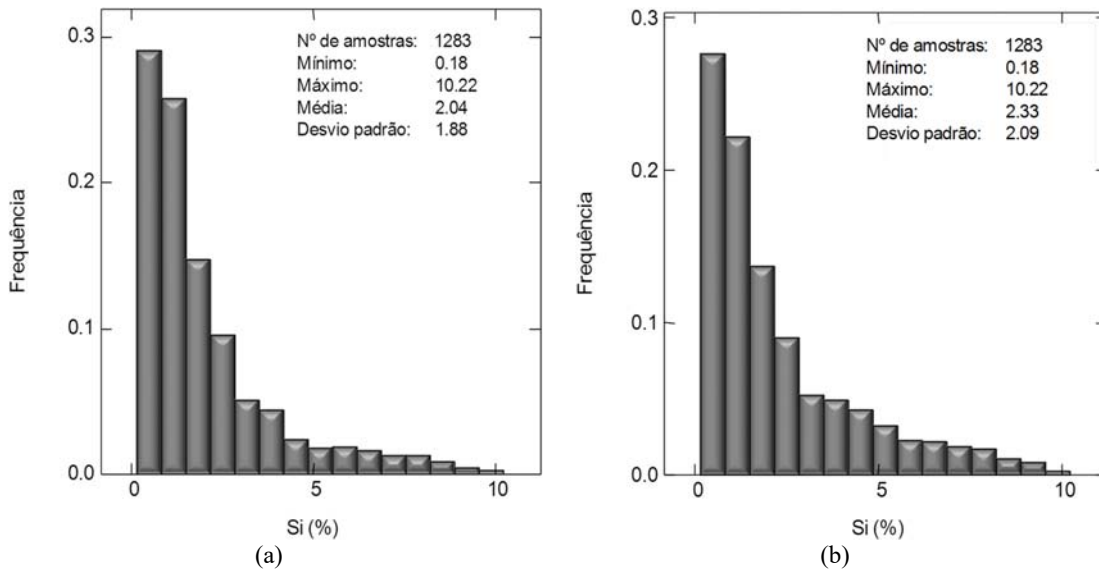 0.3
0.2
0.1
0.0
Frequência
0
5
10
Si (%)
Nº de amostras: 1283
Mínimo: 0.18
Máximo: 10.22
Média: 2.04
Desvio padrão: 1.88
(a)
0.3
0.2
0.1
0.0
Frequência
0
5
10
Si (%)
Nº de amostras: 1283
Mínimo: 0.18
Máximo: 10.22
Média: 2.33
Desvio padrão: 2.09
(b)